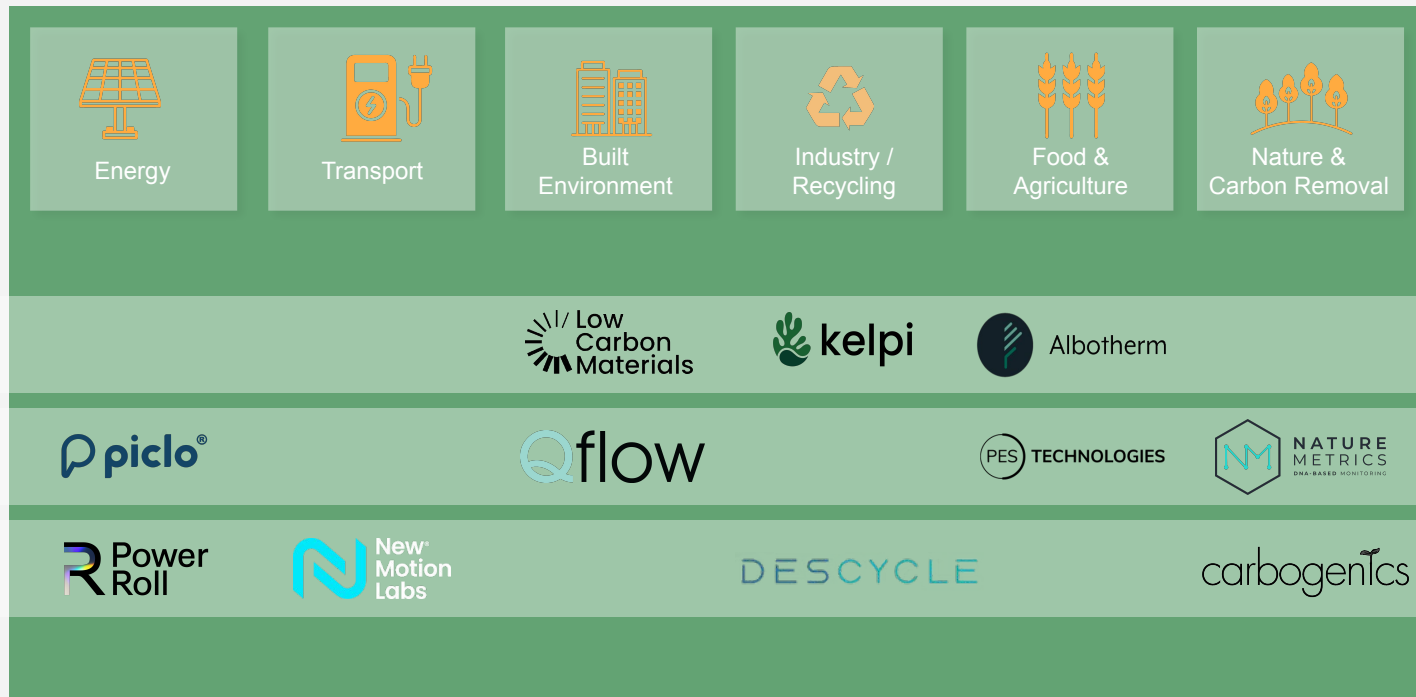 Energy
Transport
Built
Environment
Industry /
Recycling
Food &
Agriculture
Nature &
Carbon Removal
Low
Carbon
Materials
kelpi
Albotherm
piclo®
Qflow
PES TECHNOLOGIES
NM
NATURE
METRICS
DNA-BASED MONITORING
Power
Roll
New
Motion
Labs
DESCYCLE
carbogenics